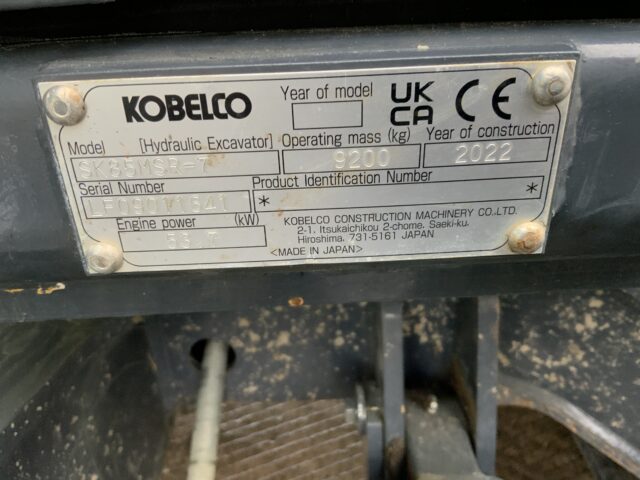 KOBELCO Year of model UK CA CE
Model [Hydraulic Excavator] Operating mass (kg) Year of construction
SK85MSR-7 9200 2022
Serial Number Product Identification Number
* *
Engine power (kW) KOBELCO CONSTRUCTION MACHINERY CO.,LTD.
2-1, Itsukaichikou 2-chome, Saeki-ku,
Hiroshima, 731-5161 JAPAN
<MADE IN JAPAN>